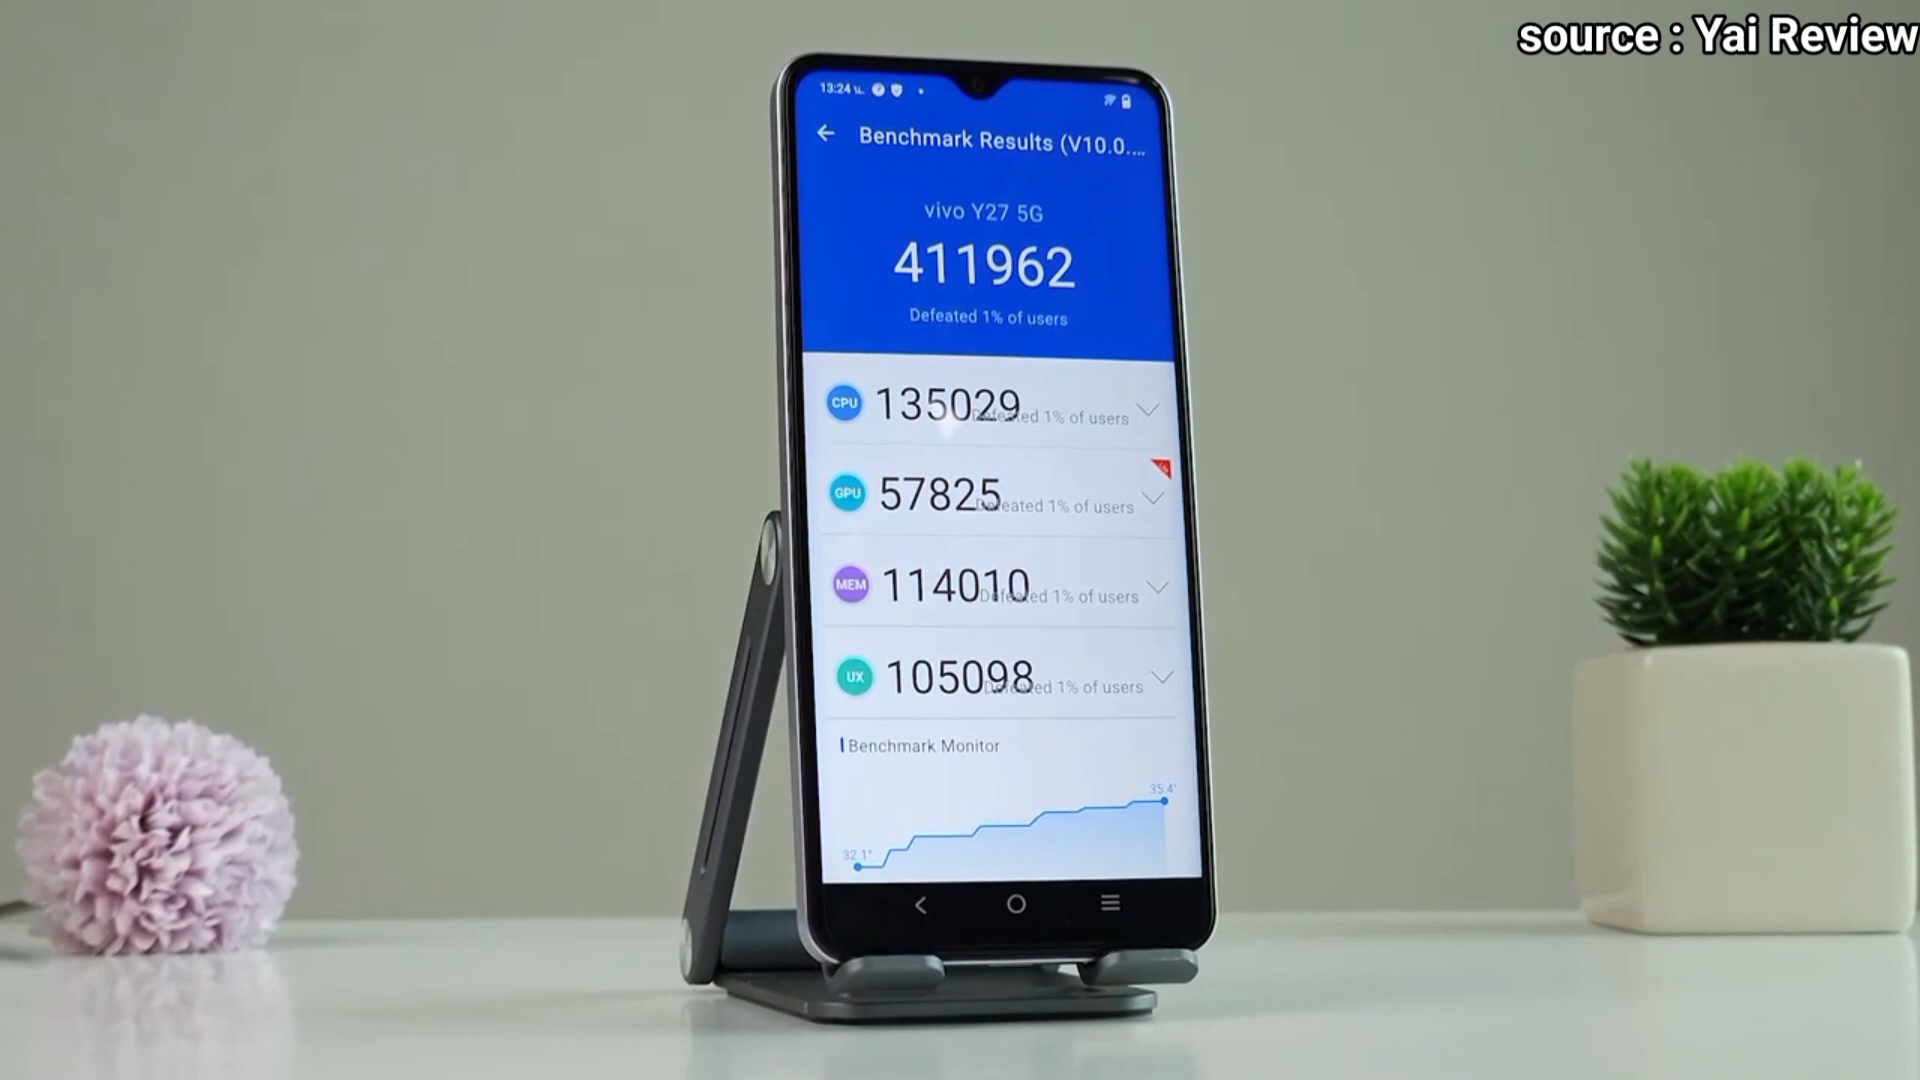 source : Yai Review
13:24 น.
Benchmark Results (V10.0....
vivo Y27 5G
411962
Defeated 1% of users
CPU 135029 Defeated 1% of users
GPU 57825 Defeated 1% of users
MEM 114010 Defeated 1% of users
UX 105098 Defeated 1% of users
Benchmark Monitor
35.4°
32.1°